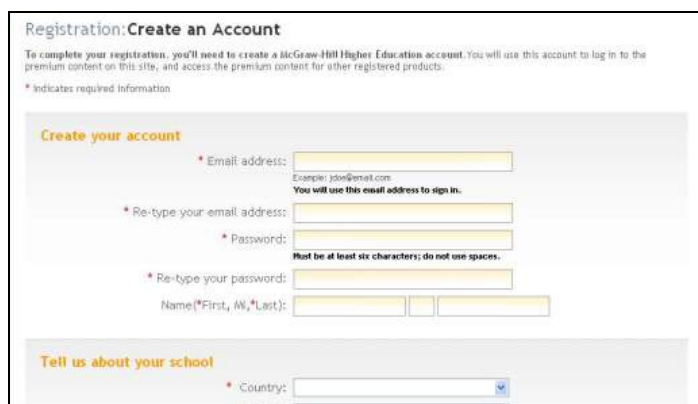 Registration: Create an Account
To complete your registration, you'll need to create a McGraw-Hill Higher Education account. You will use this account to log in to the
premium content on this site, and access the premium content for other registered products.
* Indicates required information
Create your account
* Email address:
Example: jdoe@email.com
You will use this email address to sign in.
* Re-type your email address:
* Password:
Must be at least six characters; do not use spaces.
* Re-type your password:
Name(*First, MI,*Last):
Tell us about your school
* Country: